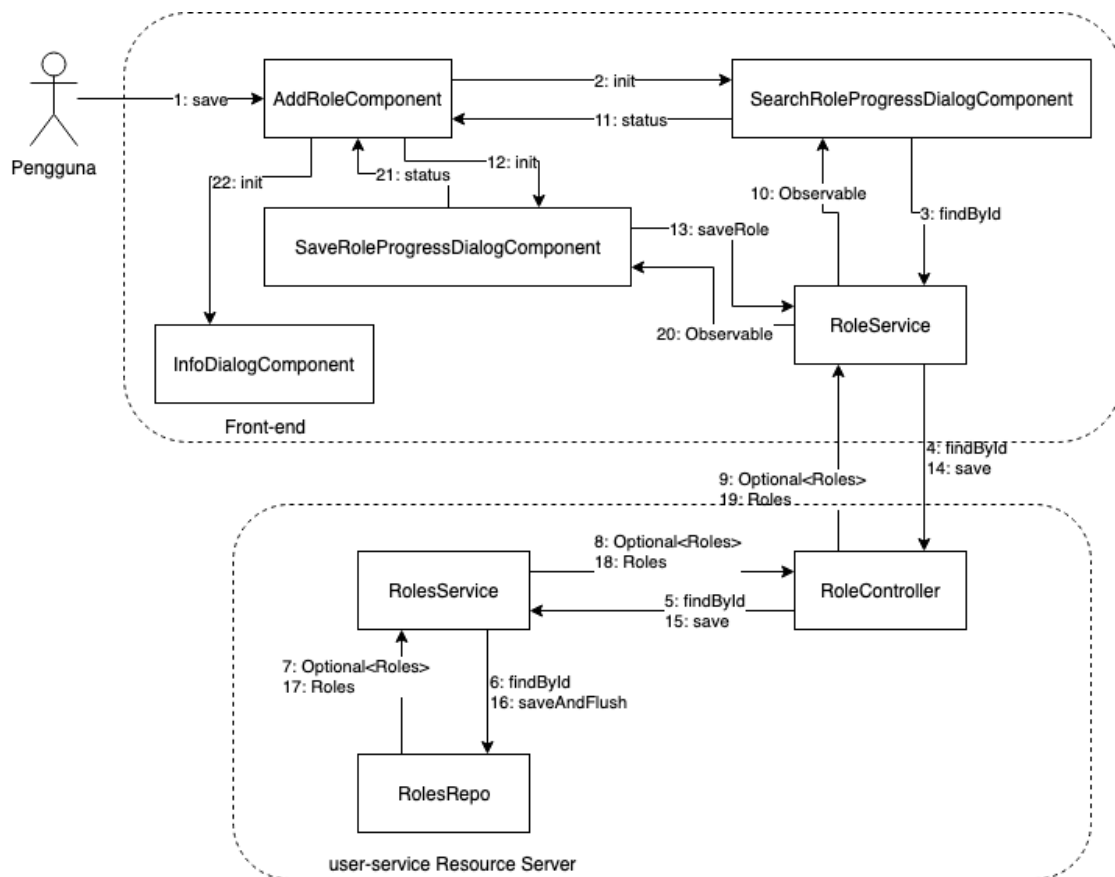 2: init
AddRoleComponent
SearchRoleProgressDialogComponent
1: save
11: status
Pengguna
12: init
22: init
21: status
10: Observable
3: findById
13: saveRole
SaveRoleProgressDialogComponent
RoleService
20: Observable
InfoDialogComponent
Front-end
4: findById
14: save
9: Optional<Roles>
19: Roles
8: Optional<Roles>
18: Roles
RolesService
RoleController
5: findById
15: save
7: Optional<Roles>
17: Roles
6: findById
16: saveAndFlush
RolesRepo
user-service Resource Server